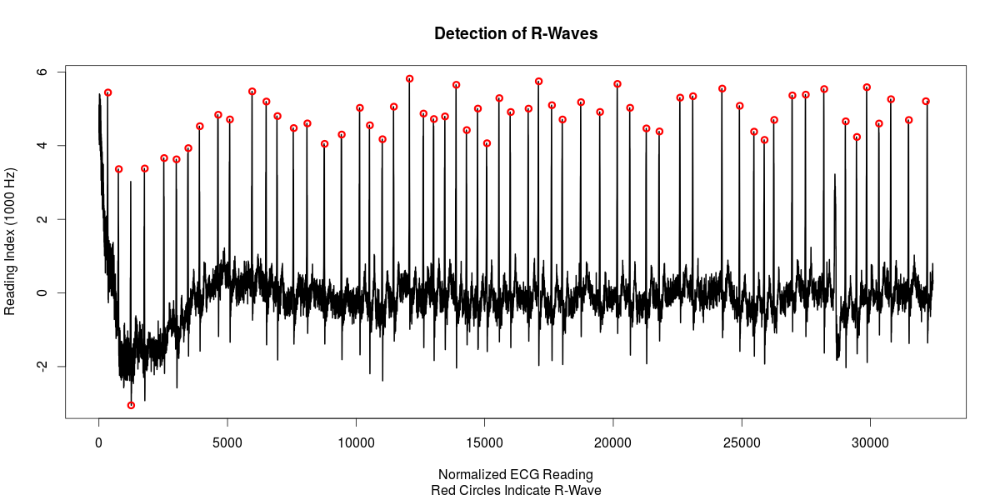 Detection of R-Waves
Reading Index (1000 Hz)
6
4
2
0
-2
0 5000 10000 15000 20000 25000 30000
Normalized ECG Reading
Red Circles Indicate R-Wave